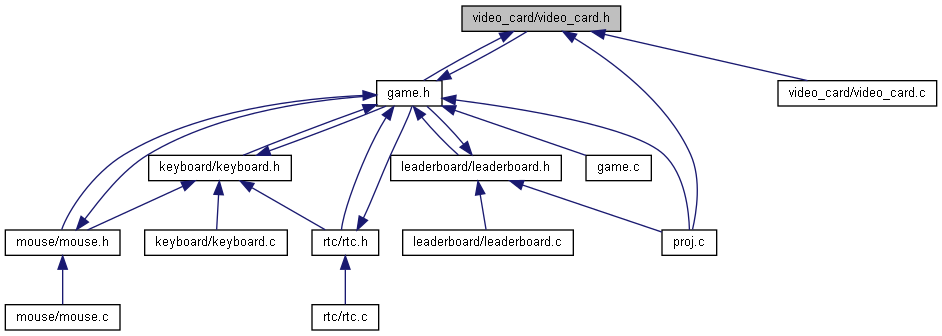 video_card/video_card.h
game.h
video_card/video_card.c
keyboard/keyboard.h
leaderboard/leaderboard.h
game.c
mouse/mouse.h
keyboard/keyboard.c
rtc/rtc.h
leaderboard/leaderboard.c
proj.c
mouse/mouse.c
rtc/rtc.c